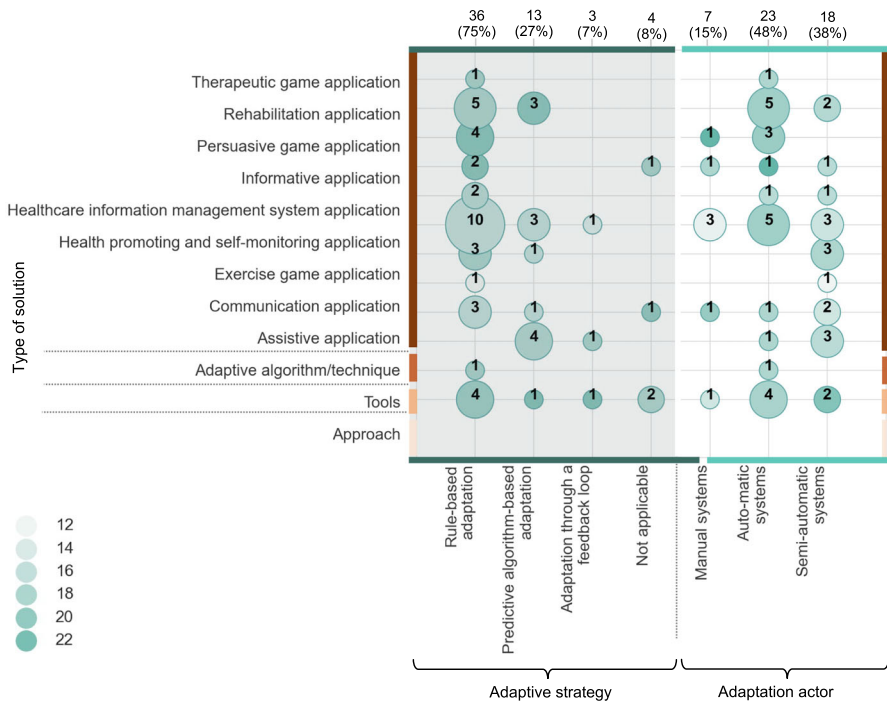 36 13 3 4 7 23 18
(75%) (27%) (7%) (8%) (15%) (48%) (38%)
Therapeutic game application 1 1
Rehabilitation application 5 3 5 2
Persuasive game application 4 1 3
Informative application 2 1 1 1 1
2 1 1
Healthcare information management system application 10 3 1 3 5 3
Health promoting and self-monitoring application 3 1 3
Exercise game application 1 1
Communication application 3 1 1 1 1 2
Assistive application 4 1 1 3
Adaptive algorithm/technique 1 1
Tools 4 1 1 2 1 4 2
Approach
Type of solution
Rule-based
adaptation
Predictive algorithm-based
adaptation
Adaptation through a
feedback loop
Not applicable
Manual systems
Auto-matic
systems
Semi-automatic
systems
12
14
16
18
20
22
Adaptive strategy
Adaptation actor